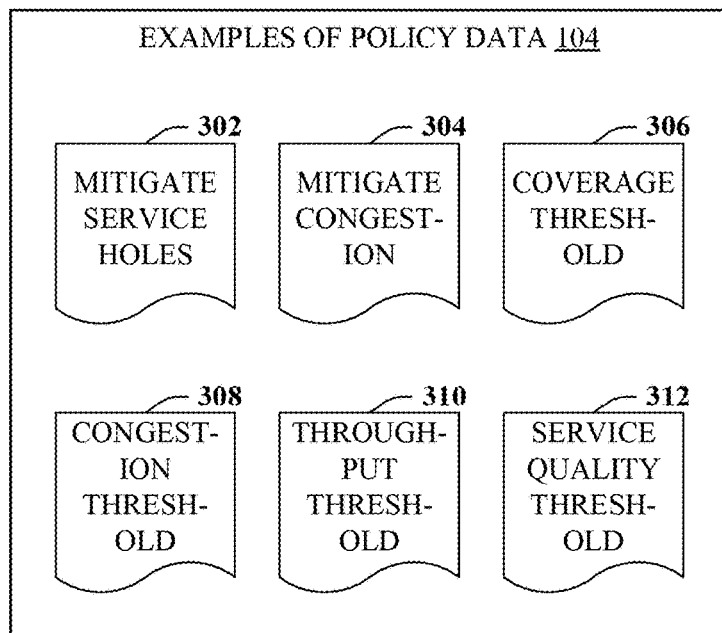 EXAMPLES OF POLICY DATA 104
302
304
306
MITIGATE
SERVICE
HOLES
MITIGATE
CONGEST-
ION
COVERAGE
THRESH-
OLD
308
310
312
CONGEST-
ION
THRESH-
OLD
THROUGH-
PUT
THRESH-
OLD
SERVICE
QUALITY
THRESH-
OLD